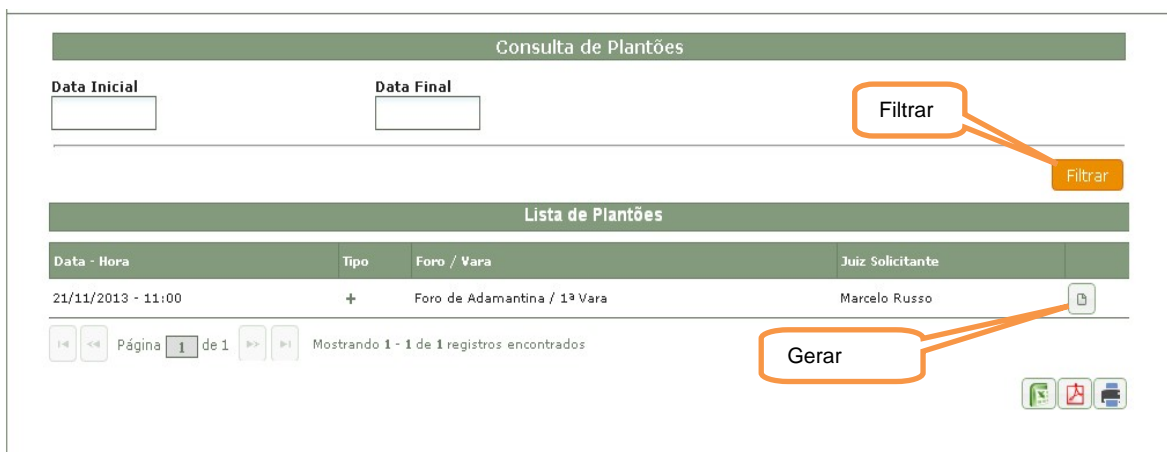 Consulta de Plantões
Data Inicial Data Final
Filtrar
Filtrar
Lista de Plantões
Data - Hora Tipo Foro / Vara Juiz Solicitante
21/11/2013 - 11:00 + Foro de Adamantina / 1ª Vara Marcelo Russo
Página 1 de 1 Mostrando 1 - 1 de 1 registros encontrados
Gerar